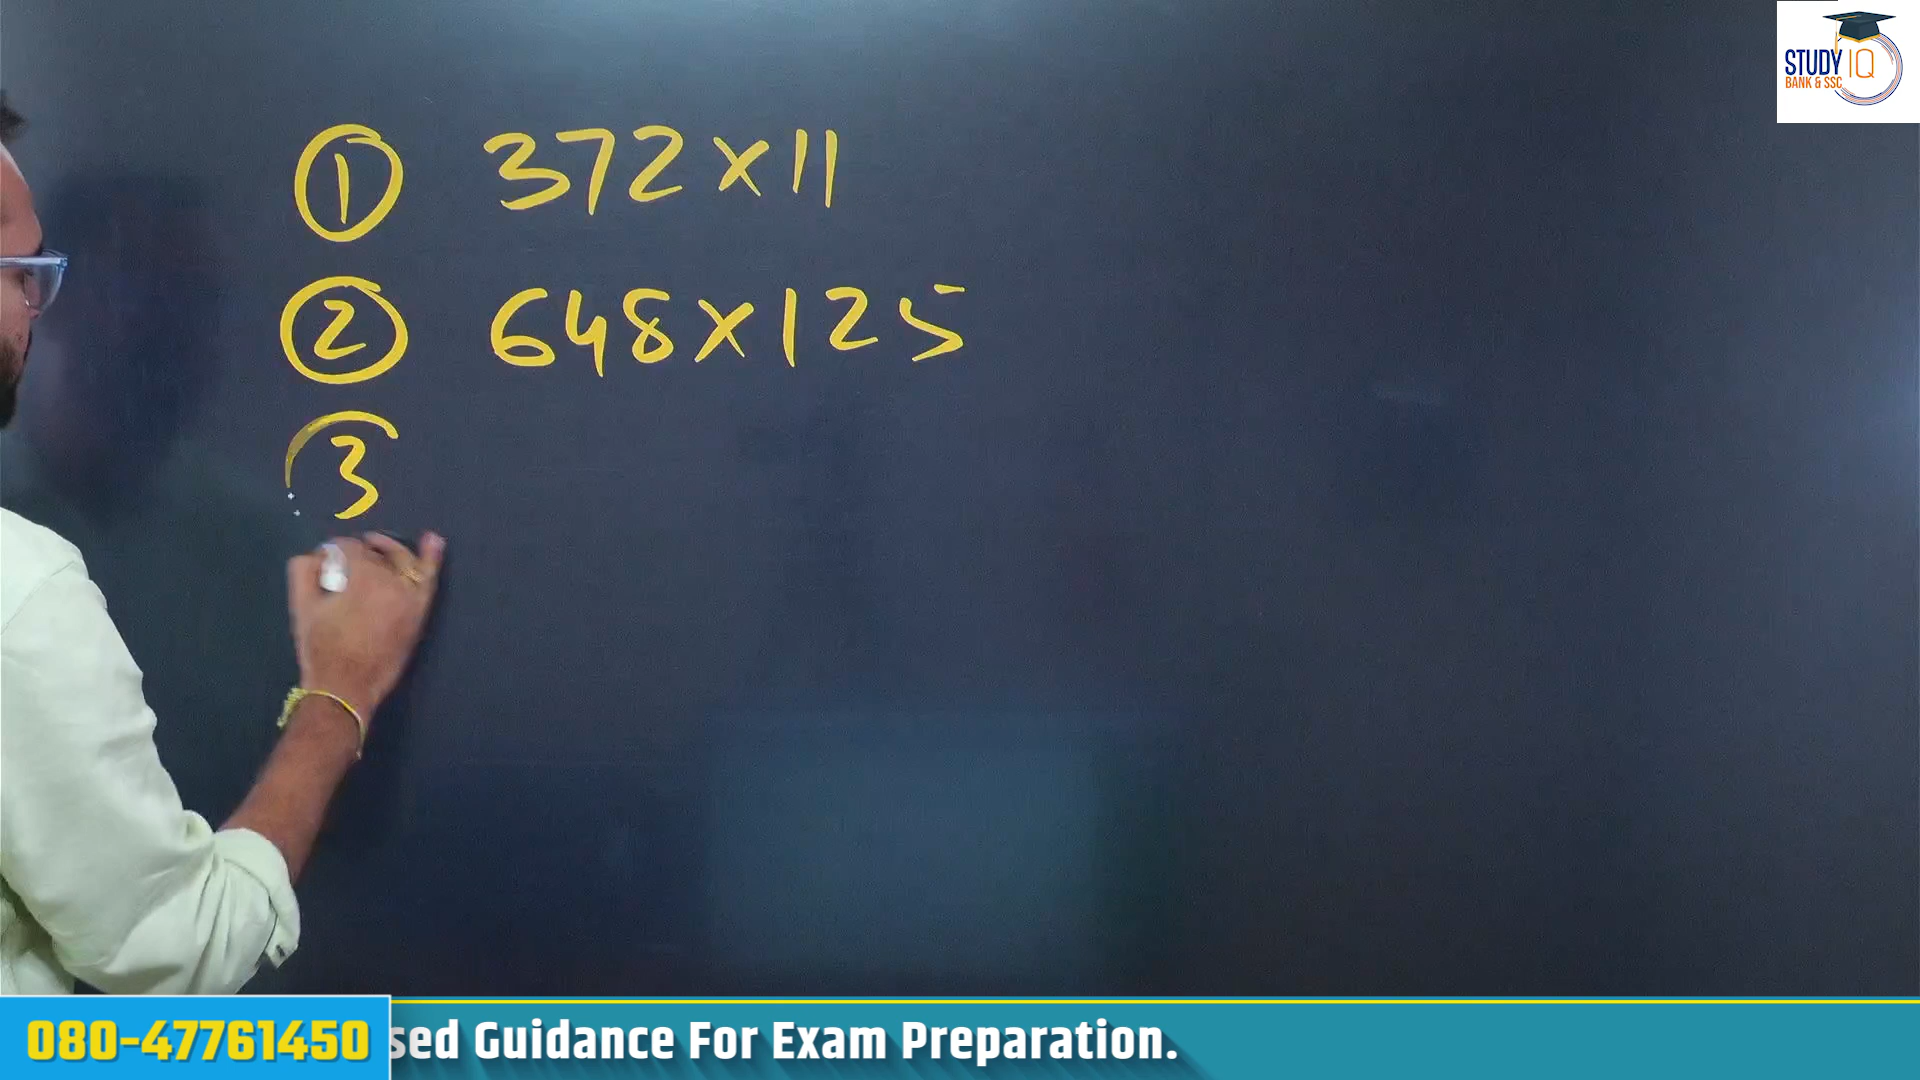 STUDY IQ
BANK & SSC
① 372×11
② 648×125
③
080-47761450
sed Guidance For Exam Preparation.